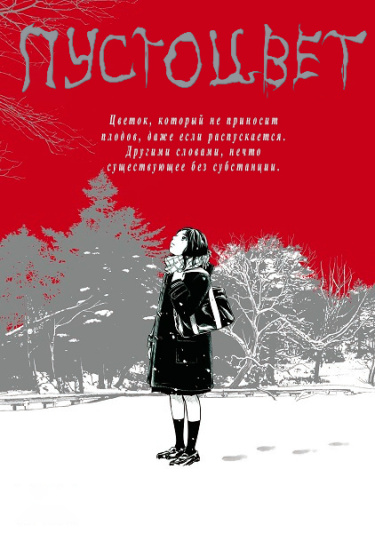 ПУСТОЦВЕТ
Цветок, который не приносит
плодов, даже если распускается.
Другими словами, нечто
существующее без субстанции.